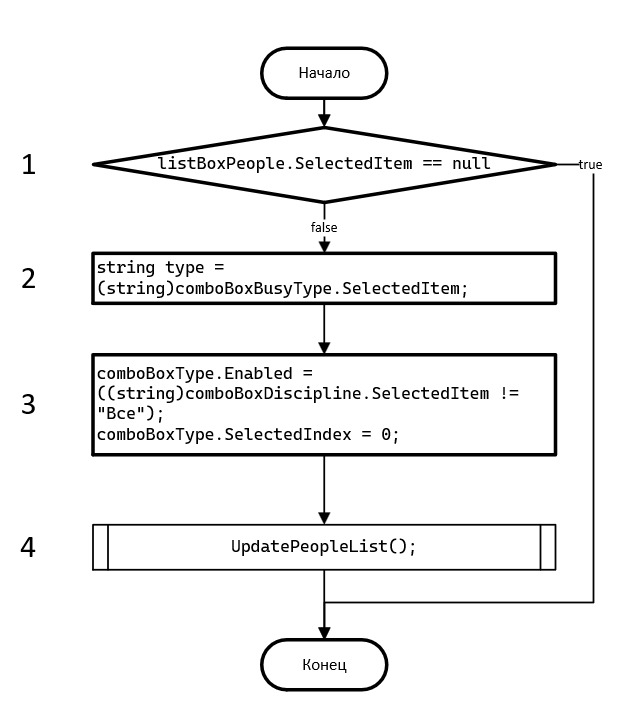 Начало
1
listBoxPeople.SelectedItem == null
true
false
2
string type =
(string)comboBoxBusyType.SelectedItem;
3
comboBoxType.Enabled =
((string)comboBoxDiscipline.SelectedItem !=
"Все");
comboBoxType.SelectedIndex = 0;
4
UpdatePeopleList();
Конец